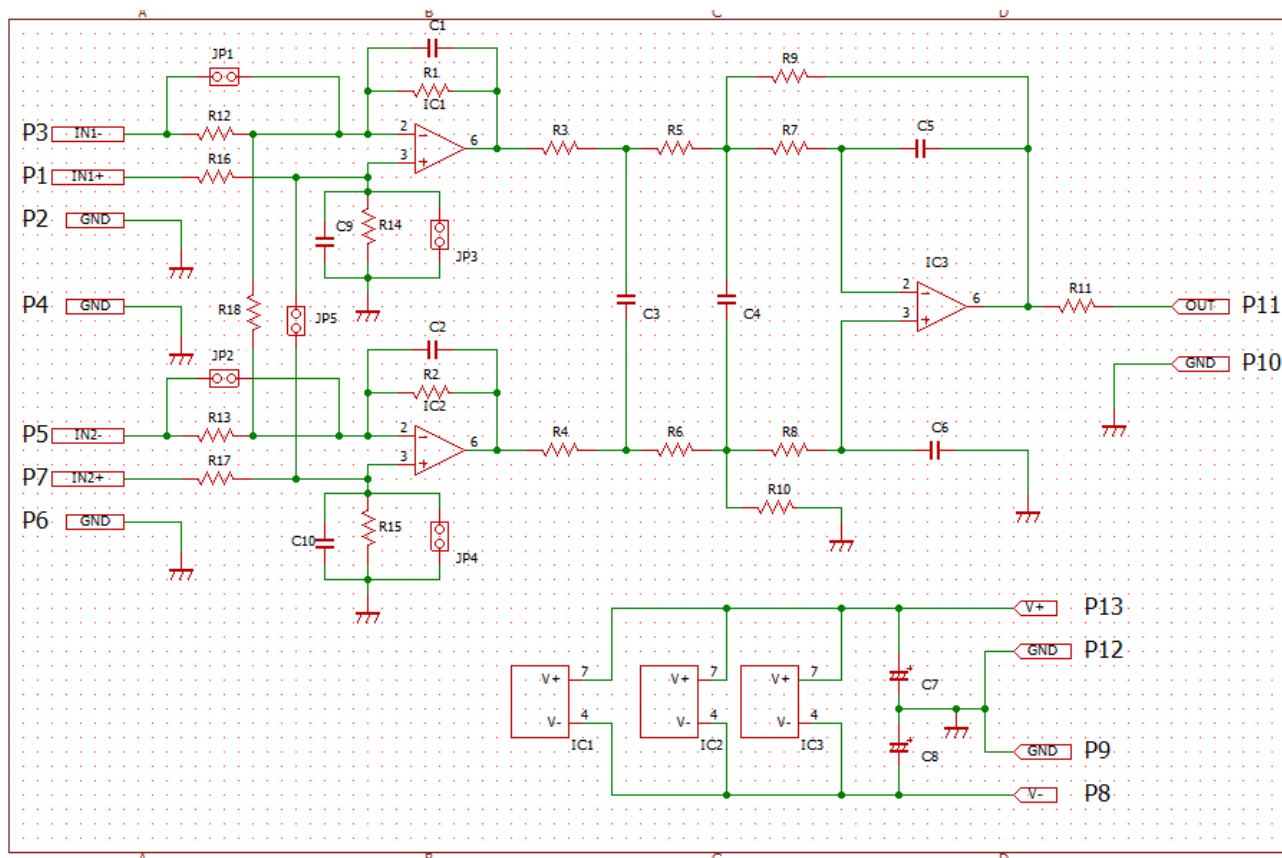 A B C D
C1
JP1
R9
R1
IC1
R12
P3 IN1- 2 6 R3 R5 R7 C5
R16
P1 IN1+ 3
P2 GND
C9 R14
JP3
IC3
P4 GND
R18 JP5 C3 C4 2 6 R11 OUT P11
3
C2
JP2
GND P10
R2
IC2
R13
P5 IN2- 2 6 R4 R6 R8 C6
R17
P7 IN2+ 3
R10
P6 GND
C10 R15
JP4
V+ P13
GND P12
V+ 7 V+ 7 V+ 7
C7
V- 4 V- 4 V- 4
IC1 IC2 IC3
C8
GND P9
V- P8
A B C D